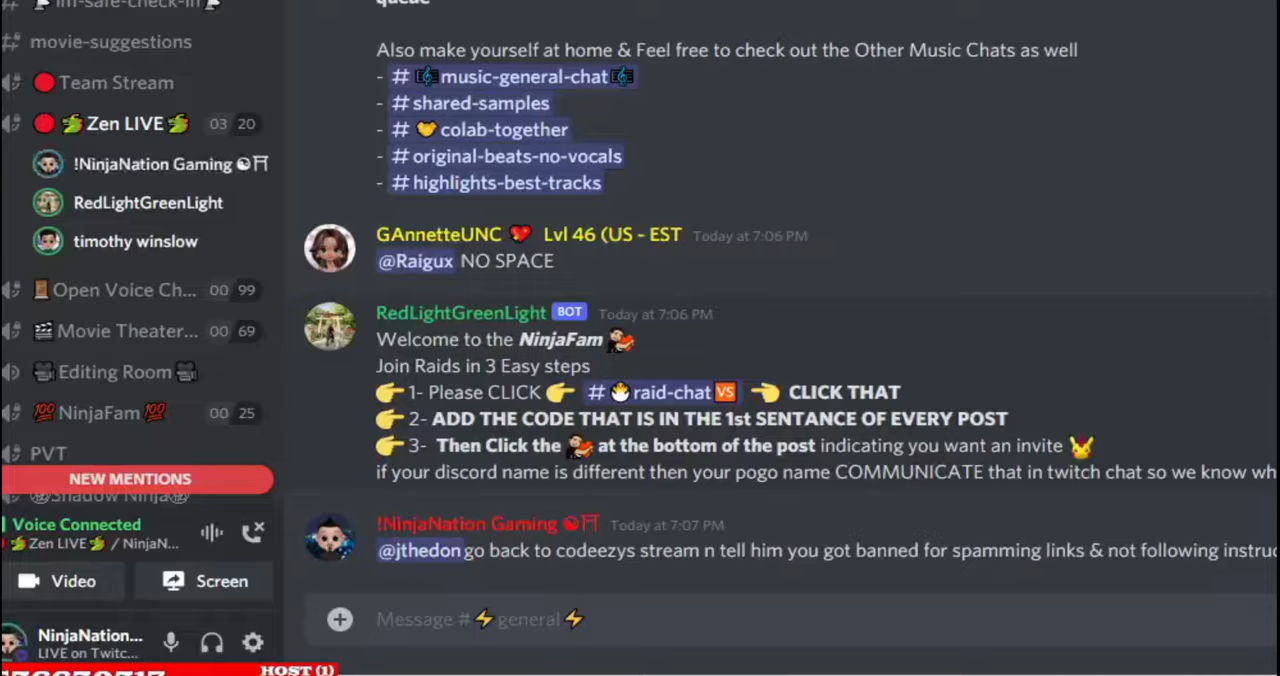 im-safe-check-in
movie-suggestions
Team Stream
Zen LIVE 03 20
!NinjaNation Gaming ☯⛩
RedLightGreenLight
timothy winslow
Open Voice Ch... 00 99
Movie Theater... 00 69
Editing Room
💯NinjaFam💯 00 25
PVT
NEW MENTIONS
Shadow Ninja
Voice Connected
Zen LIVE / NinjaN...
Video Screen
NinjaNation...
LIVE on Twitc...
HOST (1)
queue
Also make yourself at home & Feel free to check out the Other Music Chats as well
- # music-general-chat
- # shared-samples
- # colab-together
- # original-beats-no-vocals
- # highlights-best-tracks
GAnnetteUNC Lvl 46 (US - EST Today at 7:06 PM
@Raigux NO SPACE
RedLightGreenLight BOT Today at 7:06 PM
Welcome to the NinjaFam
Join Raids in 3 Easy steps
👉 1- Please CLICK 👉 # raid-chat🆚 👈 CLICK THAT
👉 2- ADD THE CODE THAT IS IN THE 1st SENTANCE OF EVERY POST
👉 3- Then Click the at the bottom of the post indicating you want an invite
if your discord name is different then your pogo name COMMUNICATE that in twitch chat so we know wh
!NinjaNation Gaming ☯⛩ Today at 7:07 PM
@jthedon go back to codeezys stream n tell him you got banned for spamming links & not following instruc
Message # ⚡general⚡